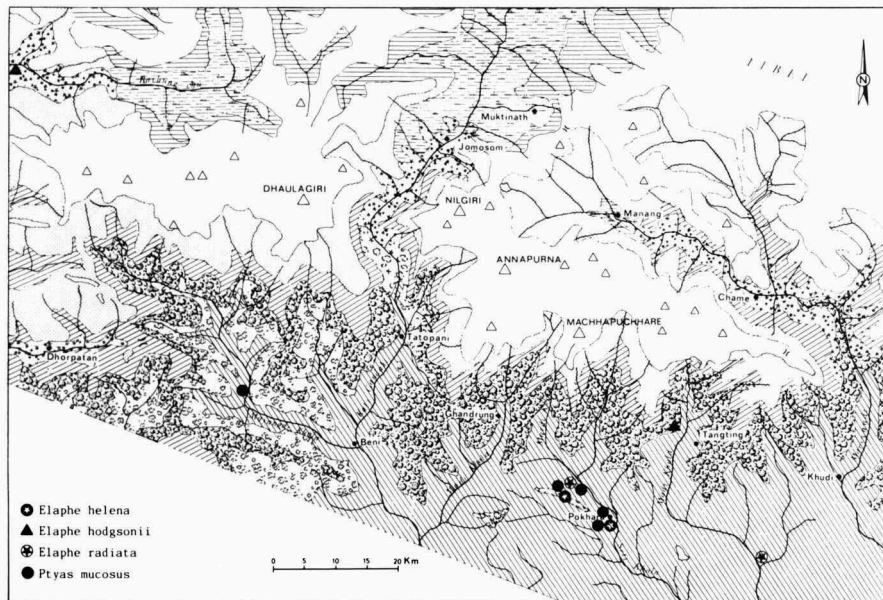 TIBET
N
Muktinath
Jomosom
DHAULAGIRI
NILGIRI
Manang
ANNAPURNA
Chame
MACHHAPUCHHARE
Tatopani
Dhorpatan
Ghandrung
Tangting
Beni
Khudi
Pokhara
Elaphe helena
Elaphe hodgsonii
Elaphe radiata
Ptyas mucosus
0 5 10 15 20 Km